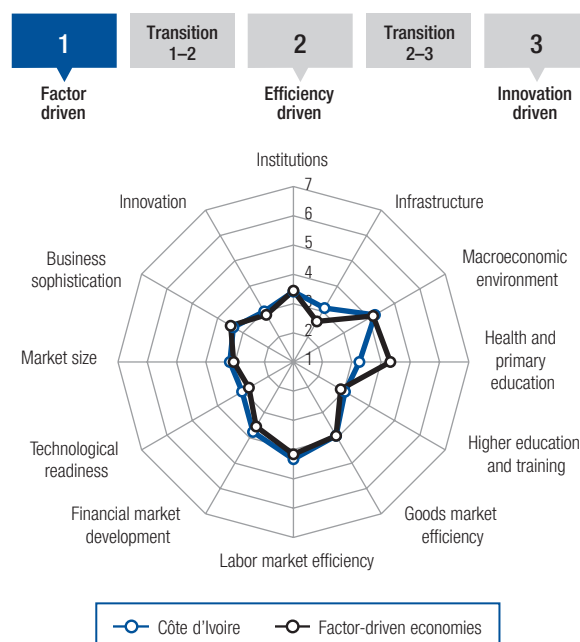 1
Transition
1–2
2
Transition
2–3
3
Factor
driven
Efficiency
driven
Innovation
driven
Institutions
Infrastructure
Macroeconomic
environment
Health and
primary
education
Higher education
and training
Goods market
efficiency
Labor market efficiency
Financial market
development
Technological
readiness
Market size
Business
sophistication
Innovation
7
6
5
4
3
2
1
Côte d'Ivoire
Factor-driven economies